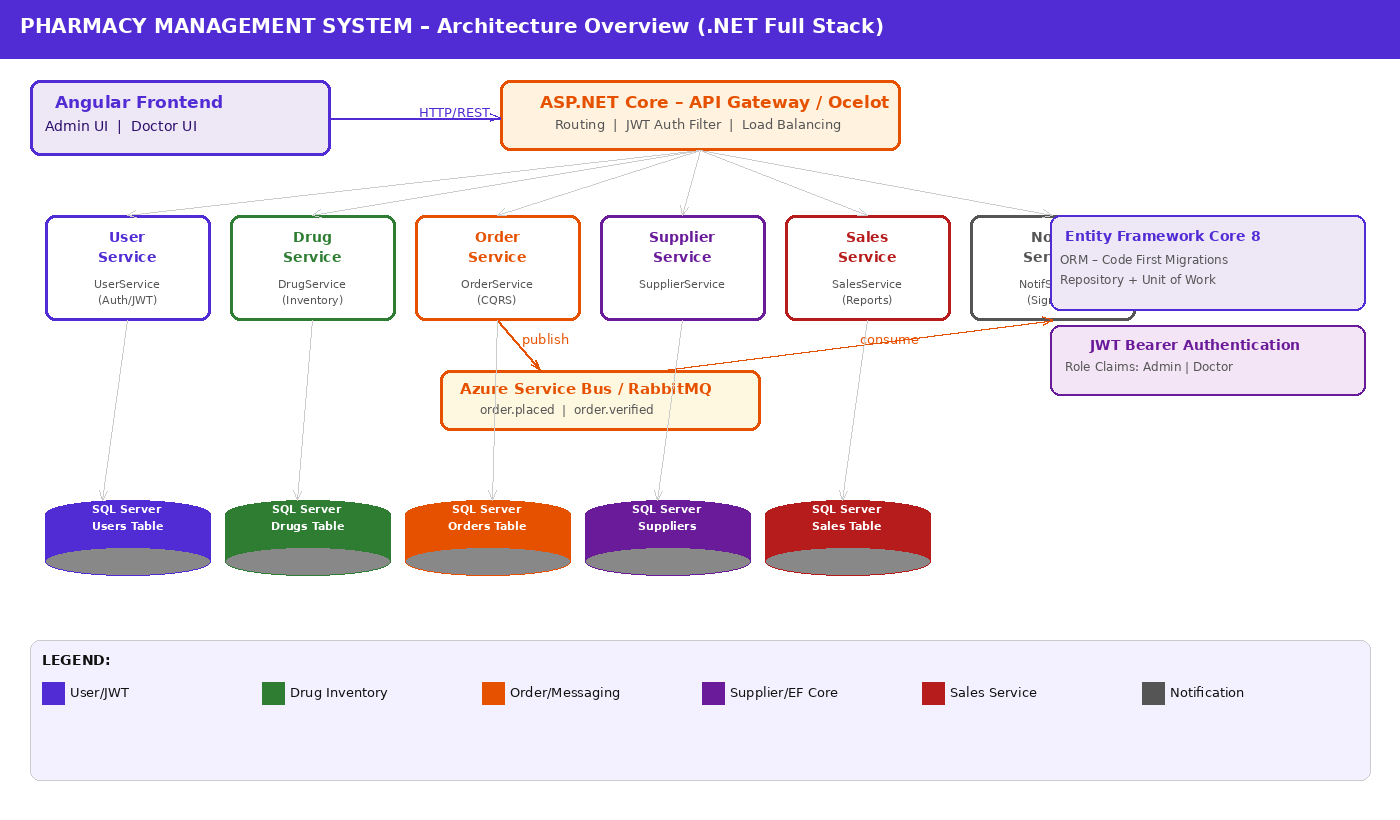 PHARMACY MANAGEMENT SYSTEM – Architecture Overview (.NET Full Stack)
Angular Frontend
Admin UI | Doctor UI
HTTP/REST
ASP.NET Core – API Gateway / Ocelot
Routing | JWT Auth Filter | Load Balancing
User
Service
UserService
(Auth/JWT)
Drug
Service
DrugService
(Inventory)
Order
Service
OrderService
(CQRS)
Supplier
Service
SupplierService
Sales
Service
SalesService
(Reports)
Entity Framework Core 8
ORM – Code First Migrations
Repository + Unit of Work
publish
consume
JWT Bearer Authentication
Role Claims: Admin | Doctor
Azure Service Bus / RabbitMQ
order.placed | order.verified
SQL Server
Users Table
SQL Server
Drugs Table
SQL Server
Orders Table
SQL Server
Suppliers
SQL Server
Sales Table
LEGEND:
User/JWT
Drug Inventory
Order/Messaging
Supplier/EF Core
Sales Service
Notification